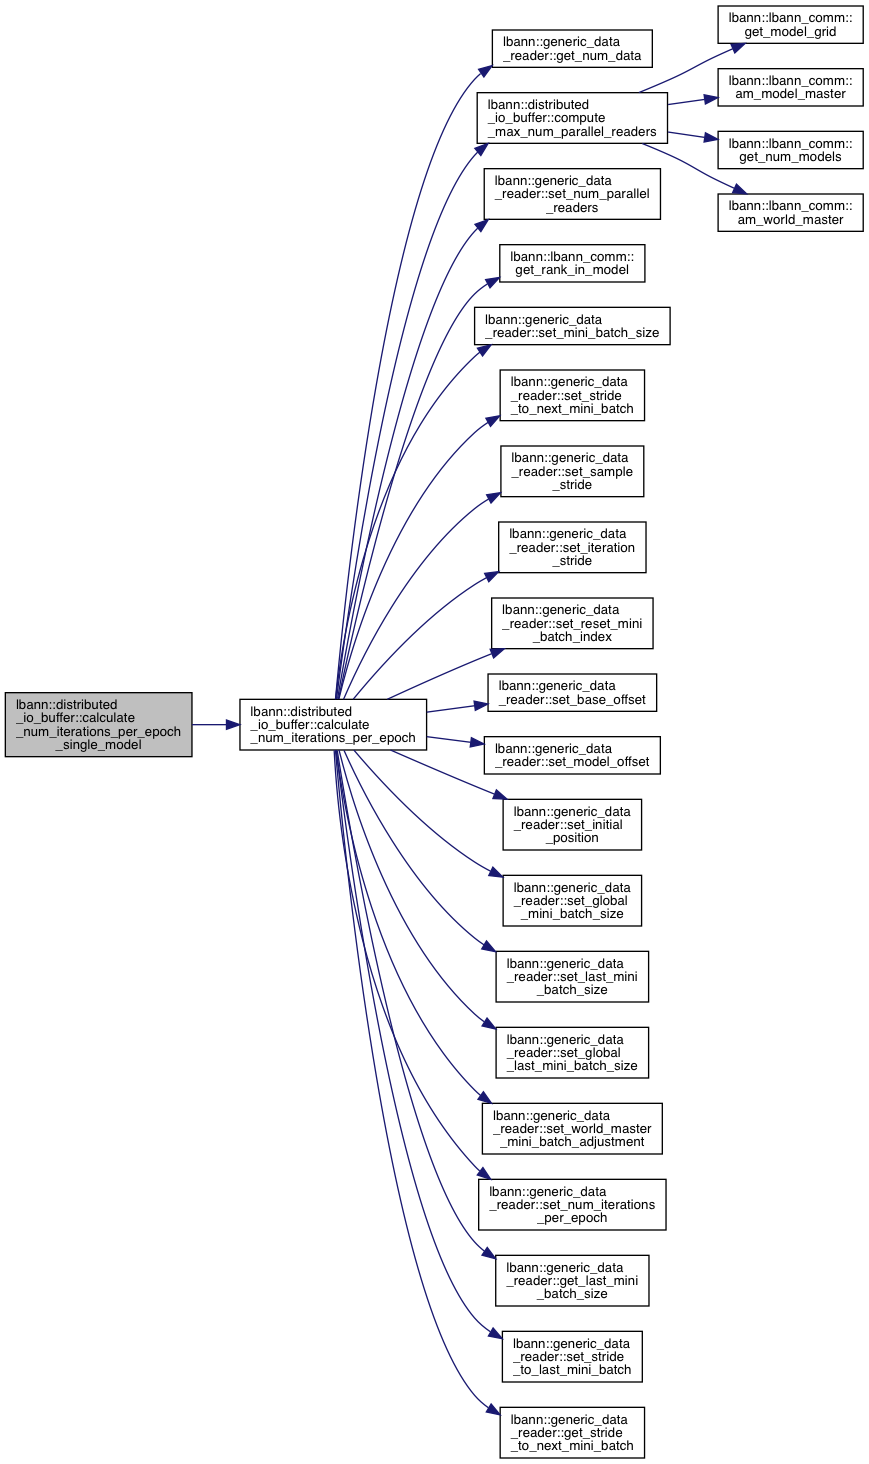 lbann::distributed
_io_buffer::calculate
_num_iterations_per_epoch
_single_model
lbann::distributed
_io_buffer::calculate
_num_iterations_per_epoch
lbann::generic_data
_reader::get_num_data
lbann::distributed
_io_buffer::compute
_max_num_parallel_readers
lbann::lbann_comm::
get_model_grid
lbann::lbann_comm::
am_model_master
lbann::lbann_comm::
get_num_models
lbann::lbann_comm::
am_world_master
lbann::generic_data
_reader::set_num_parallel
_readers
lbann::lbann_comm::
get_rank_in_model
lbann::generic_data
_reader::set_mini_batch_size
lbann::generic_data
_reader::set_stride
_to_next_mini_batch
lbann::generic_data
_reader::set_sample
_stride
lbann::generic_data
_reader::set_iteration
_stride
lbann::generic_data
_reader::set_reset_mini
_batch_index
lbann::generic_data
_reader::set_base_offset
lbann::generic_data
_reader::set_model_offset
lbann::generic_data
_reader::set_initial
_position
lbann::generic_data
_reader::set_global
_mini_batch_size
lbann::generic_data
_reader::set_last_mini
_batch_size
lbann::generic_data
_reader::set_global
_last_mini_batch_size
lbann::generic_data
_reader::set_world_master
_mini_batch_adjustment
lbann::generic_data
_reader::set_num_iterations
_per_epoch
lbann::generic_data
_reader::get_last_mini
_batch_size
lbann::generic_data
_reader::set_stride
_to_last_mini_batch
lbann::generic_data
_reader::get_stride
_to_next_mini_batch